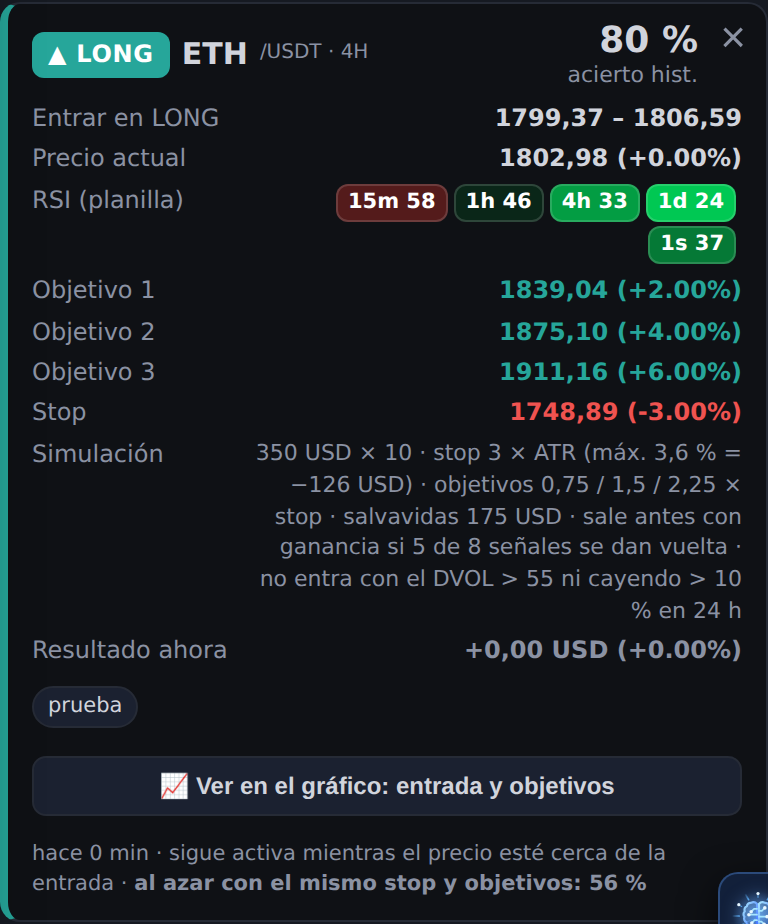 ▲ LONG ETH /USDT · 4H 80 % ×
acierto hist.
Entrar en LONG 1799,37 – 1806,59
Precio actual 1802,98 (+0.00%)
RSI (planilla) 15m 58 1h 46 4h 33 1d 24
1s 37
Objetivo 1 1839,04 (+2.00%)
Objetivo 2 1875,10 (+4.00%)
Objetivo 3 1911,16 (+6.00%)
Stop 1748,89 (-3.00%)
Simulación 350 USD × 10 · stop 3 × ATR (máx. 3,6 % =
−126 USD) · objetivos 0,75 / 1,5 / 2,25 ×
stop · salvavidas 175 USD · sale antes con
ganancia si 5 de 8 señales se dan vuelta ·
no entra con el DVOL > 55 ni cayendo > 10
% en 24 h
Resultado ahora +0,00 USD (+0.00%)
prueba
📈 Ver en el gráfico: entrada y objetivos
hace 0 min · sigue activa mientras el precio esté cerca de la
entrada · al azar con el mismo stop y objetivos: 56 %